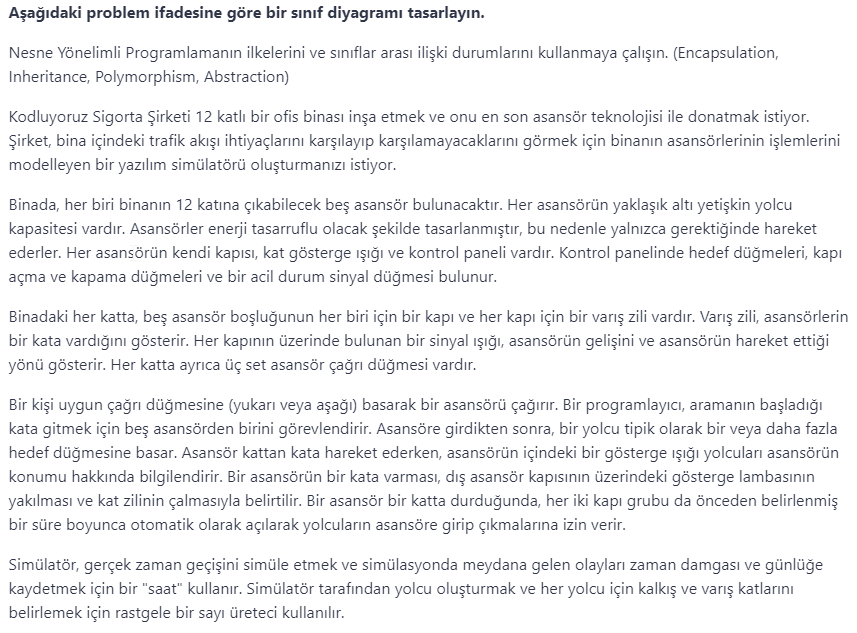 Aşağıdaki problem ifadesine göre bir sınıf diyagramı tasarlayın.
Nesne Yönelimli Programlamanın ilkelerini ve sınıflar arası ilişki durumlarını kullanmaya çalışın. (Encapsulation,
Inheritance, Polymorphism, Abstraction)
Kodluyoruz Sigorta Şirketi 12 katlı bir ofis binası inşa etmek ve onu en son asansör teknolojisi ile donatmak istiyor.
Şirket, bina içindeki trafik akışı ihtiyaçlarını karşılayıp karşılamayacaklarını görmek için binanın asansörlerinin işlemlerini
modelleyen bir yazılım simülatörü oluşturmanızı istiyor.
Binada, her biri binanın 12 katına çıkabilecek beş asansör bulunacaktır. Her asansörün yaklaşık altı yetişkin yolcu
kapasitesi vardır. Asansörler enerji tasarruflu olacak şekilde tasarlanmıştır, bu nedenle yalnızca gerektiğinde hareket
ederler. Her asansörün kendi kapısı, kat gösterge ışığı ve kontrol paneli vardır. Kontrol panelinde hedef düğmeleri, kapı
açma ve kapama düğmeleri ve bir acil durum sinyal düğmesi bulunur.
Binadaki her katta, beş asansör boşluğunun her biri için bir kapı ve her kapı için bir varış zili vardır. Varış zili, asansörlerin
bir kata vardığını gösterir. Her kapının üzerinde bulunan bir sinyal ışığı, asansörün gelişini ve asansörün hareket ettiği
yönü gösterir. Her katta ayrıca üç set asansör çağrı düğmesi vardır.
Bir kişi uygun çağrı düğmesine (yukarı veya aşağı) basarak bir asansörü çağırır. Bir programlayıcı, aramanın başladığı
kata gitmek için beş asansörden birini görevlendirir. Asansöre girdikten sonra, bir yolcu tipik olarak bir veya daha fazla
hedef düğmesine basar. Asansör kattan kata hareket ederken, asansörün içindeki bir gösterge ışığı yolcuları asansörün
konumu hakkında bilgilendirir. Bir asansörün bir kata varması, dış asansör kapısının üzerindeki gösterge lambasının
yakılması ve kat zilinin çalmasıyla belirtilir. Bir asansör bir katta durduğunda, her iki kapı grubu da önceden belirlenmiş
bir süre boyunca otomatik olarak açılarak yolcuların asansöre girip çıkmalarına izin verir.
Simülatör, gerçek zaman geçişini simüle etmek ve simülasyonda meydana gelen olayları zaman damgası ve günlüğe
kaydetmek için bir "saat" kullanır. Simülatör tarafından yolcu oluşturmak ve her yolcu için kalkış ve varış katlarını
belirlemek için rastgele bir sayı üreteci kullanılır.